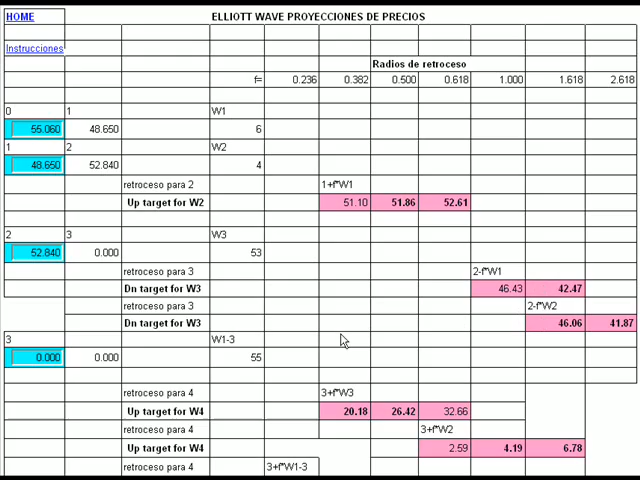 HOME ELLIOTT WAVE PROYECCIONES DE PRECIOS
Instrucciones
Radios de retroceso
f= 0.236 0.382 0.500 0.618 1.000 1.618 2.618
0 1 W1
55.060 48.650 6
1 2 W2
48.650 52.840 4
retroceso para 2 1+f*W1
Up target for W2 51.10 51.86 52.61
2 3 W3
52.840 0.000 53
retroceso para 3 2-f*W1
Dn target for W3 46.43 42.47
retroceso para 3 2-f*W2
Dn target for W3 46.06 41.87
3 W1-3
0.000 0.000 55
retroceso para 4 3+f*W3
Up target for W4 20.18 26.42 32.66
retroceso para 4 3+f*W2
Up target for W4 2.59 4.19 6.78
retroceso para 4 3+f*W1-3